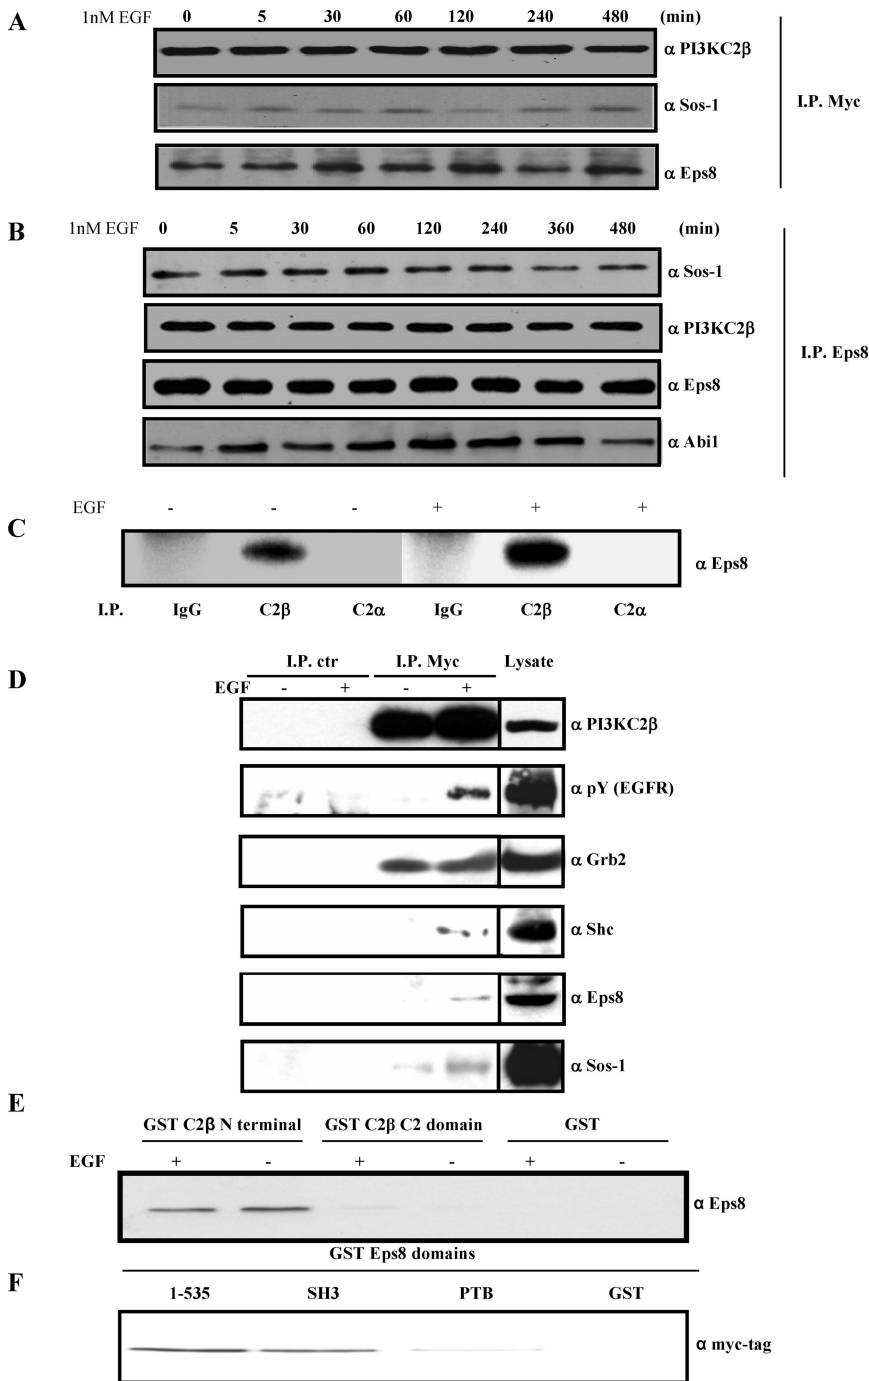 A
1nM EGF 0 5 30 60 120 240 480 (min)
α PI3KC2β
α Sos-1
α Eps8
I.P. Myc
B
1nM EGF 0 5 30 60 120 240 360 480 (min)
α Sos-1
α PI3KC2β
α Eps8
α Abi1
I.P. Eps8
C
EGF - - - + + +
α Eps8
I.P. IgG C2β C2α IgG C2β C2α
D
I.P. ctr I.P. Myc Lysate
EGF - + - +
α PI3KC2β
α pY (EGFR)
α Grb2
α Shc
α Eps8
α Sos-1
E
GST C2β N terminal GST C2β C2 domain GST
EGF + - + - + -
α Eps8
GST Eps8 domains
F
1-535 SH3 PTB GST
α myc-tag